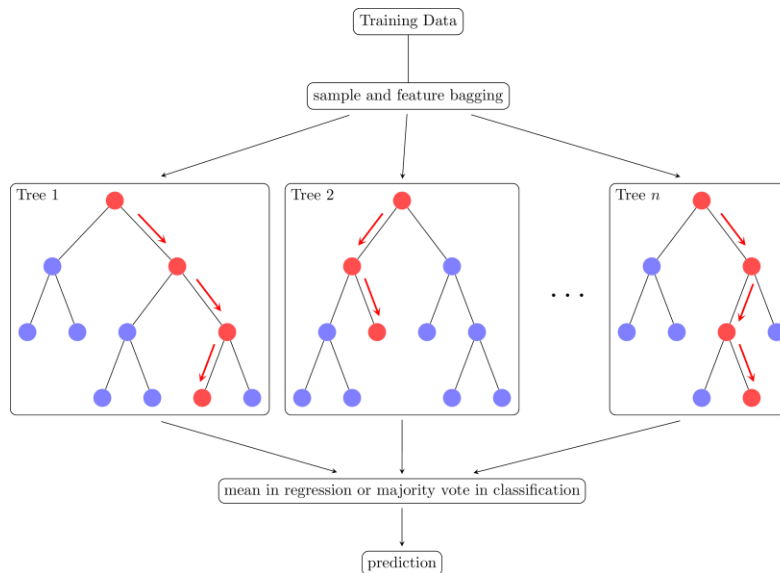 Training Data
sample and feature bagging
Tree 1
Tree 2
Tree n
. . .
mean in regression or majority vote in classification
prediction